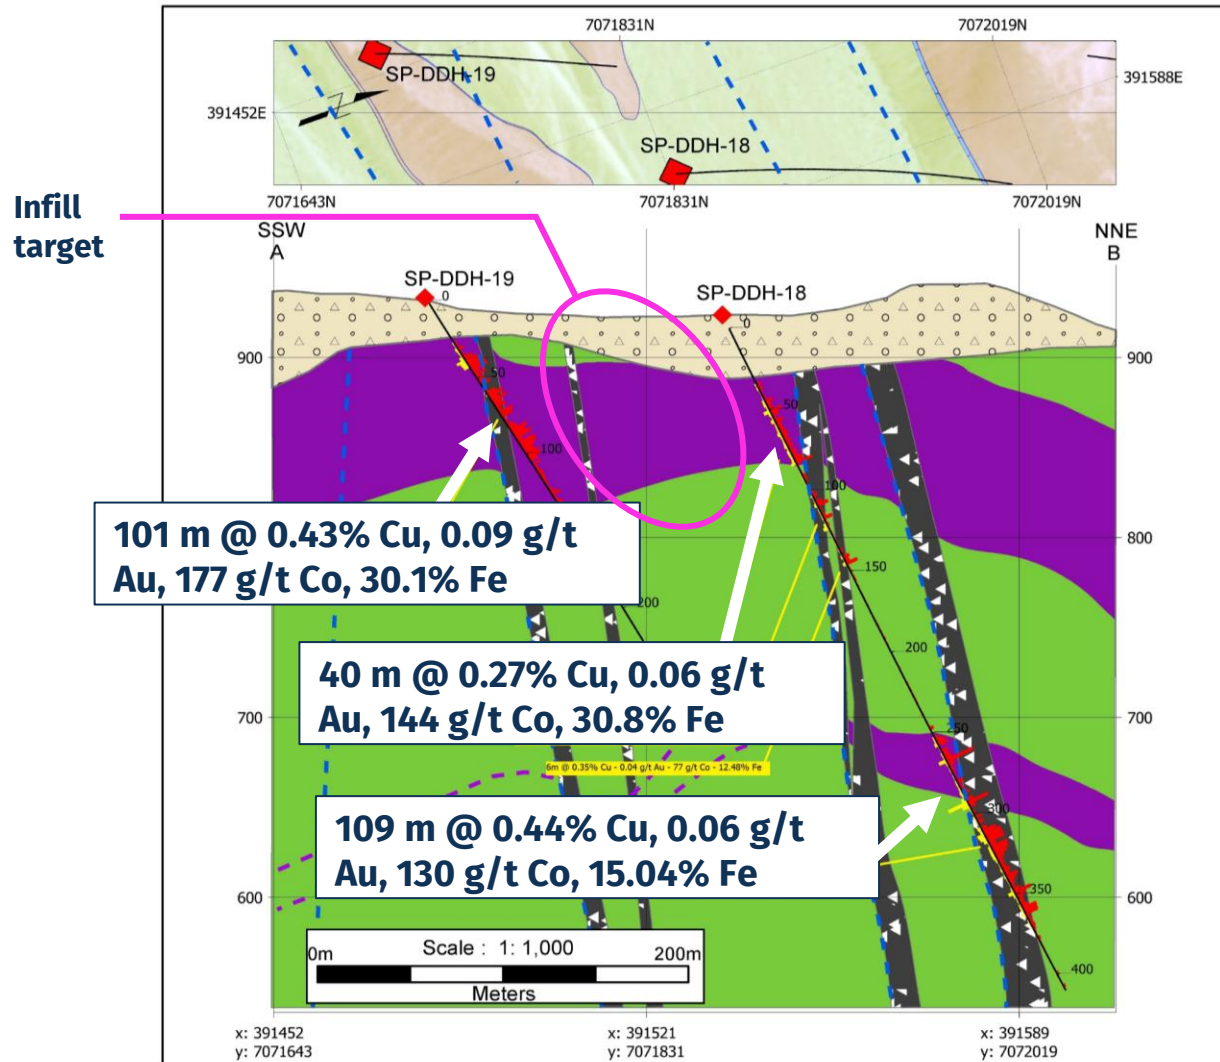 7071831N
7072019N
SP-DDH-19
391588E
391452E
N
SP-DDH-18
7071643N
7071831N
7072019N
Infill
target
SSW
A
NNE
B
SP-DDH-19
SP-DDH-18
0
0
900
900
50
50
100
100
101 m @ 0.43% Cu, 0.09 g/t
Au, 177 g/t Co, 30.1% Fe
800
150
200
200
40 m @ 0.27% Cu, 0.06 g/t
Au, 144 g/t Co, 30.8% Fe
700
700
250
6m @ 0.35% Cu - 0.04 g/t Au - 77 g/t Co - 12.48% Fe
300
109 m @ 0.44% Cu, 0.06 g/t
Au, 130 g/t Co, 15.04% Fe
350
600
600
Scale : 1: 1,000
0m
200m
Meters
400
x: 391452
y: 7071643
x: 391521
y: 7071831
x: 391589
y: 7072019